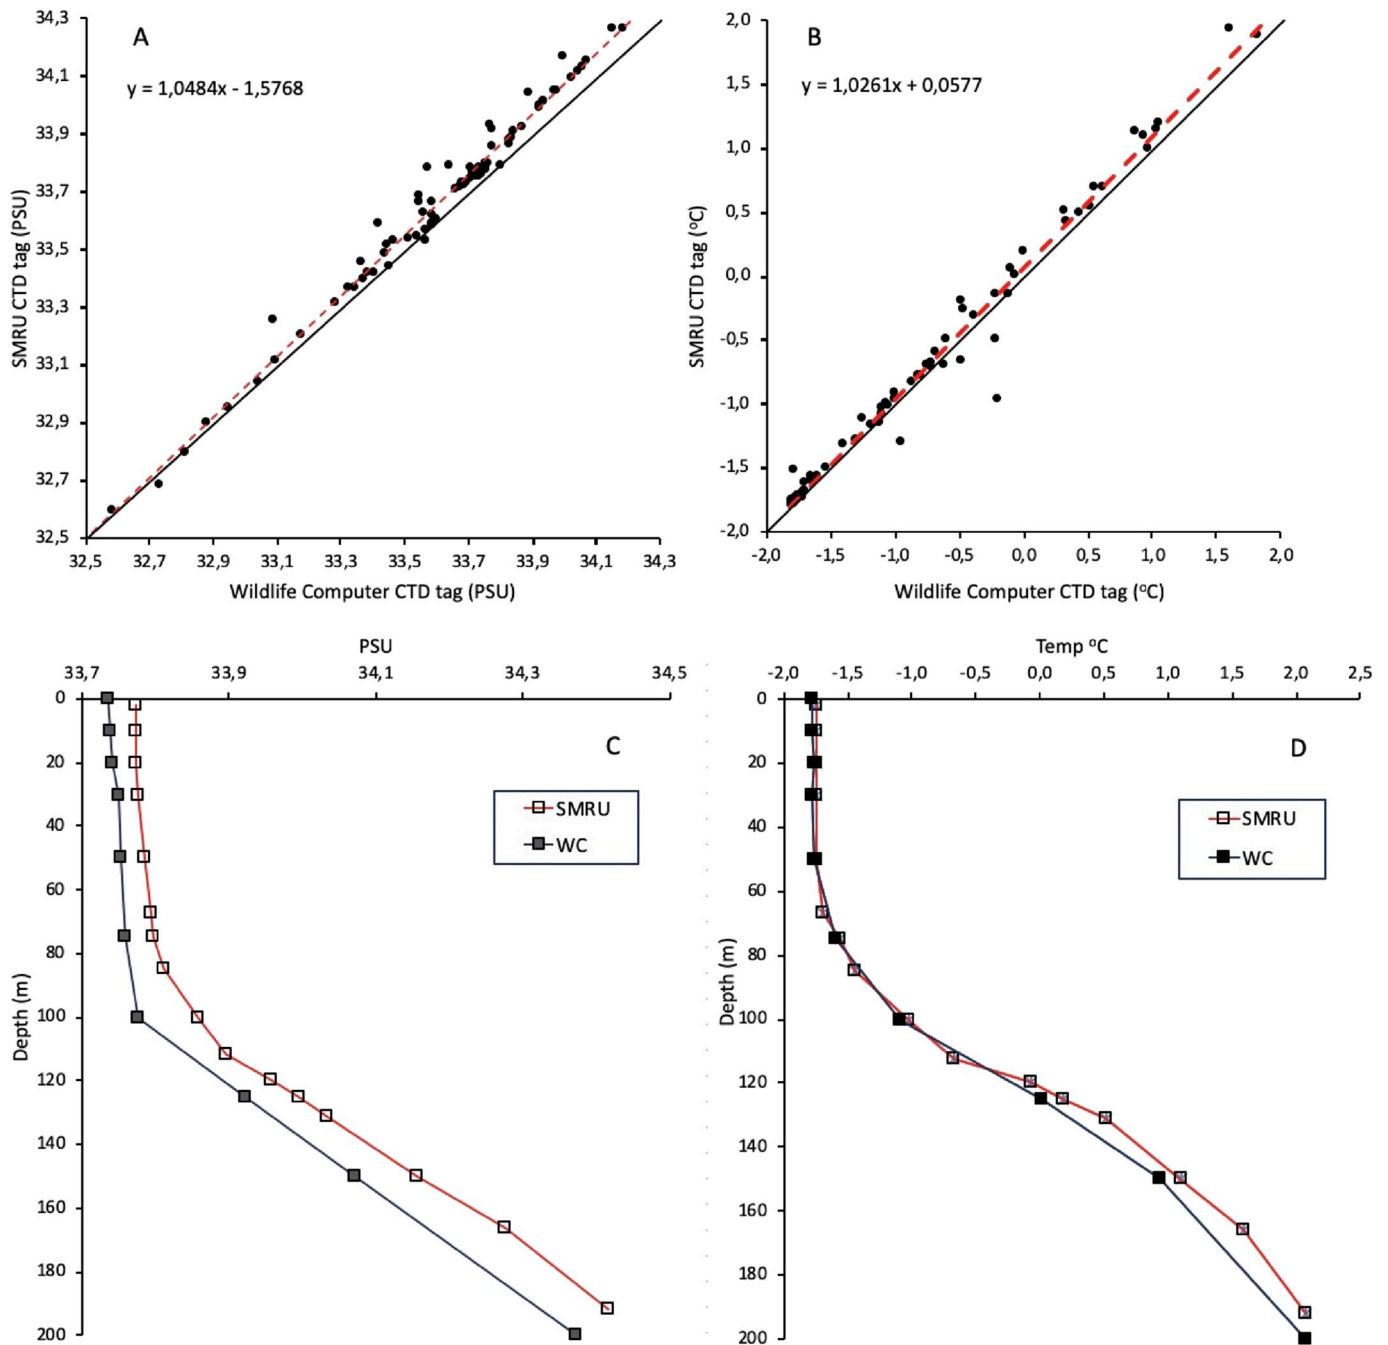 A
y = 1,0484x - 1,5768
34,3
34,1
33,9
33,7
33,5
33,3
33,1
32,9
32,7
32,5
SMRU CTD tag (PSU)
32,5 32,7 32,9 33,1 33,3 33,5 33,7 33,9 34,1 34,3
Wildlife Computer CTD tag (PSU)
B
y = 1,0261x + 0,0577
2,0
1,5
1,0
0,5
0,0
-0,5
-1,0
-1,5
-2,0
SMRU CTD tag (°C)
-2,0 -1,5 -1,0 -0,5 0,0 0,5 1,0 1,5 2,0
Wildlife Computer CTD tag (°C)
PSU
33,7 33,9 34,1 34,3 34,5
0
20
40
60
80
100
120
140
160
180
200
Depth (m)
C
SMRU
WC
Temp °C
-2,0 -1,5 -1,0 -0,5 0,0 0,5 1,0 1,5 2,0 2,5
0
20
40
60
80
100
120
140
160
180
200
Depth (m)
D
SMRU
WC